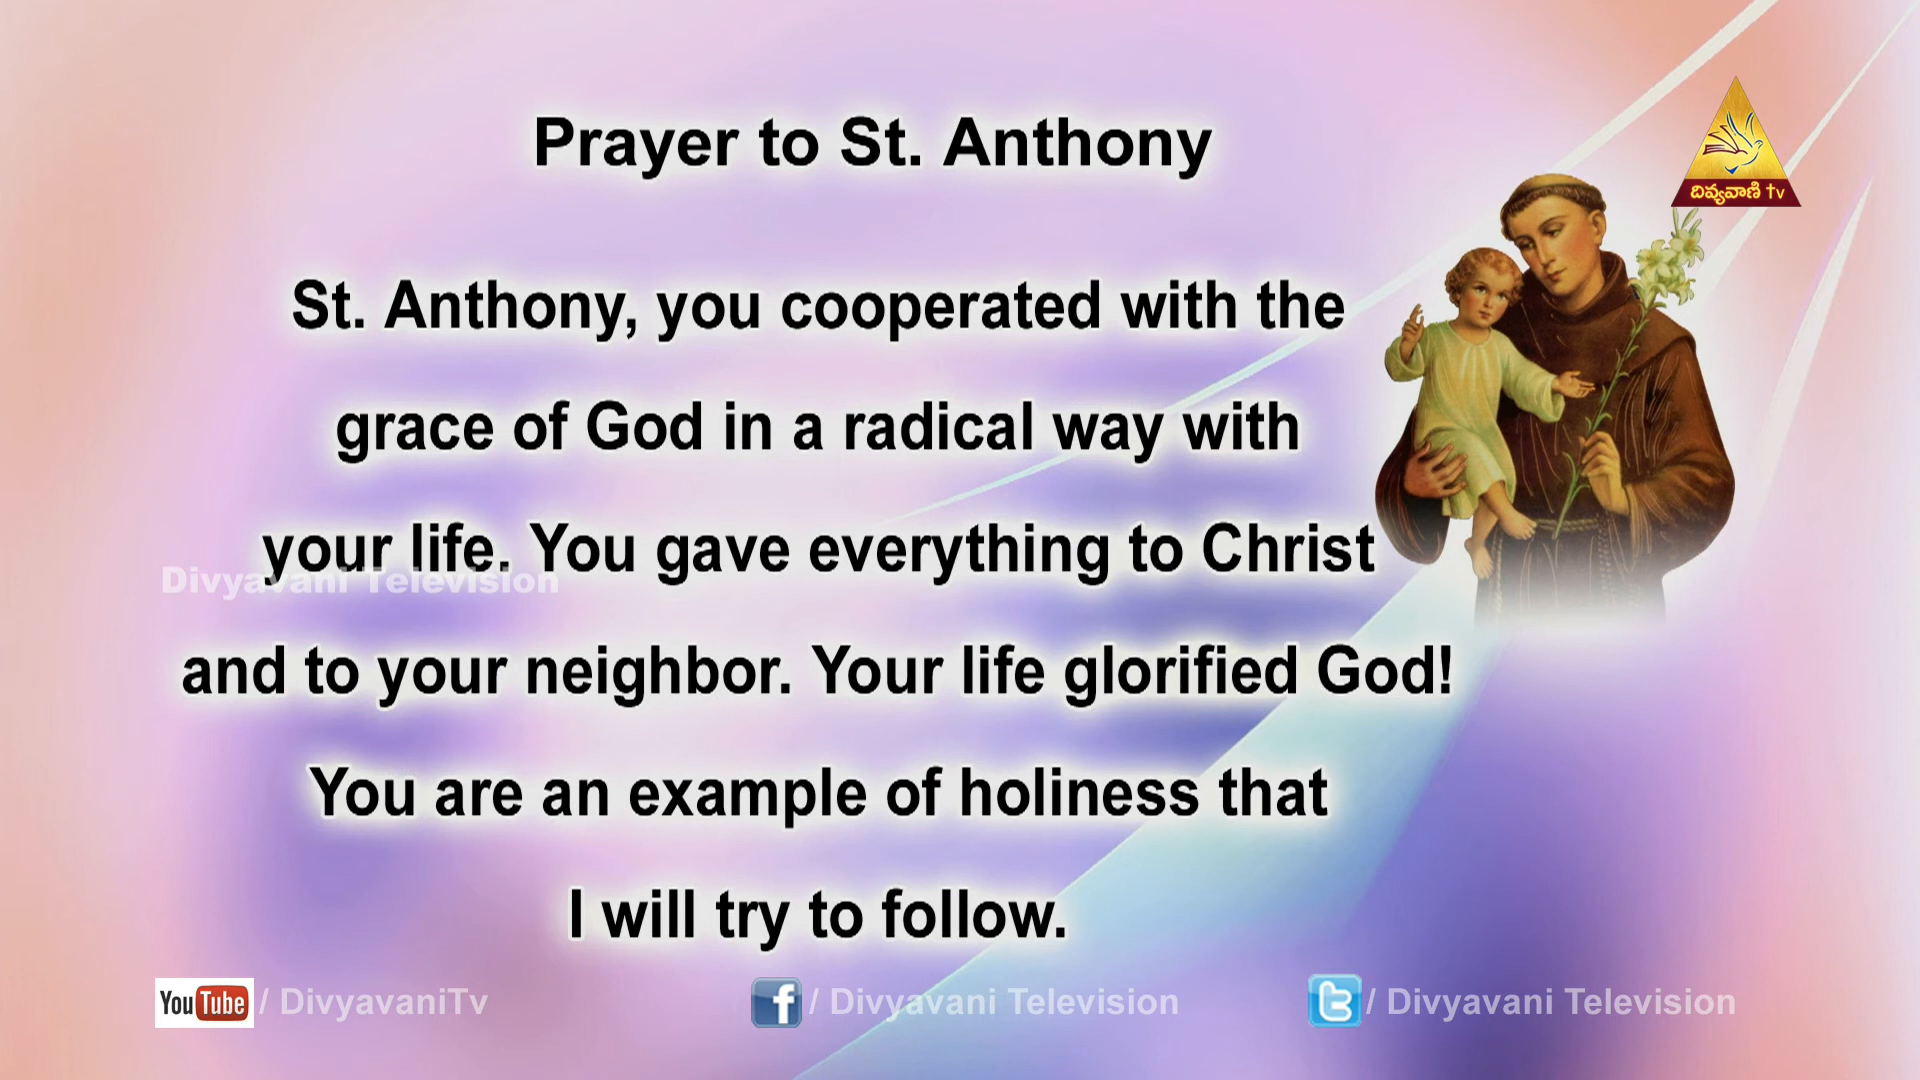 Prayer to St. Anthony
దివ్యవాణి tv
St. Anthony, you cooperated with the
grace of God in a radical way with
your life. You gave everything to Christ
Divyavani Television
and to your neighbor. Your life glorified God!
You are an example of holiness that
I will try to follow.
YouTube / DivyavaniTv
f / Divyavani Television
t / Divyavani Television